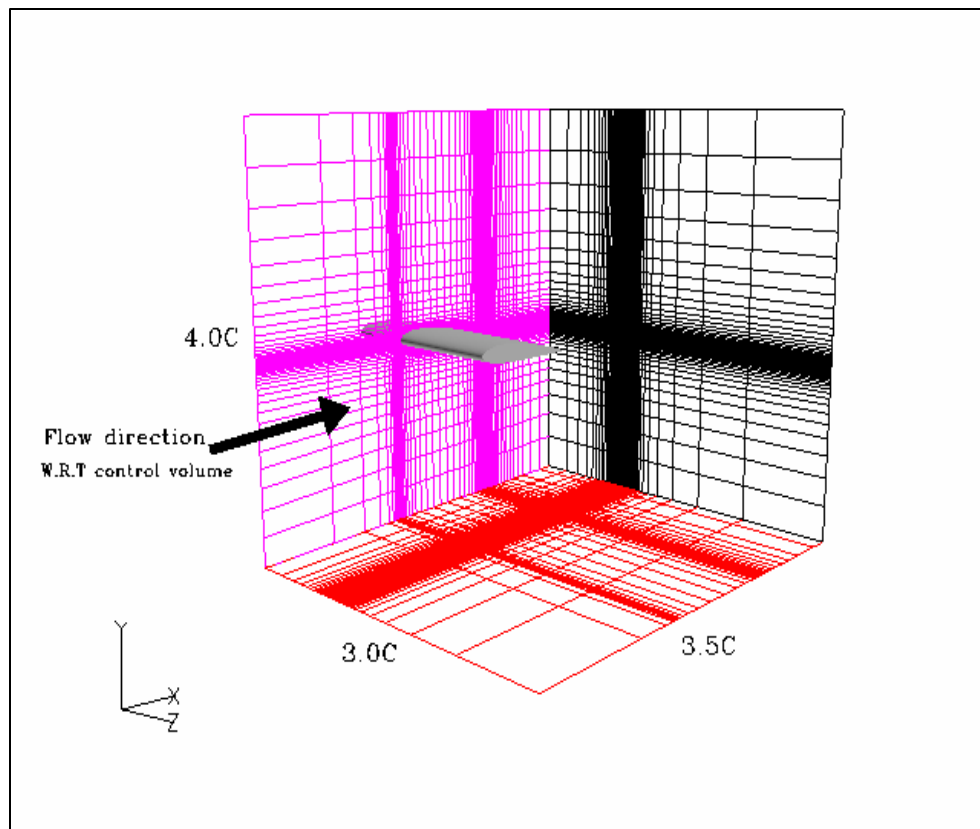 4.0C
Flow direction
W.R.T control volume
3.0C
3.5C
Y
X
Z